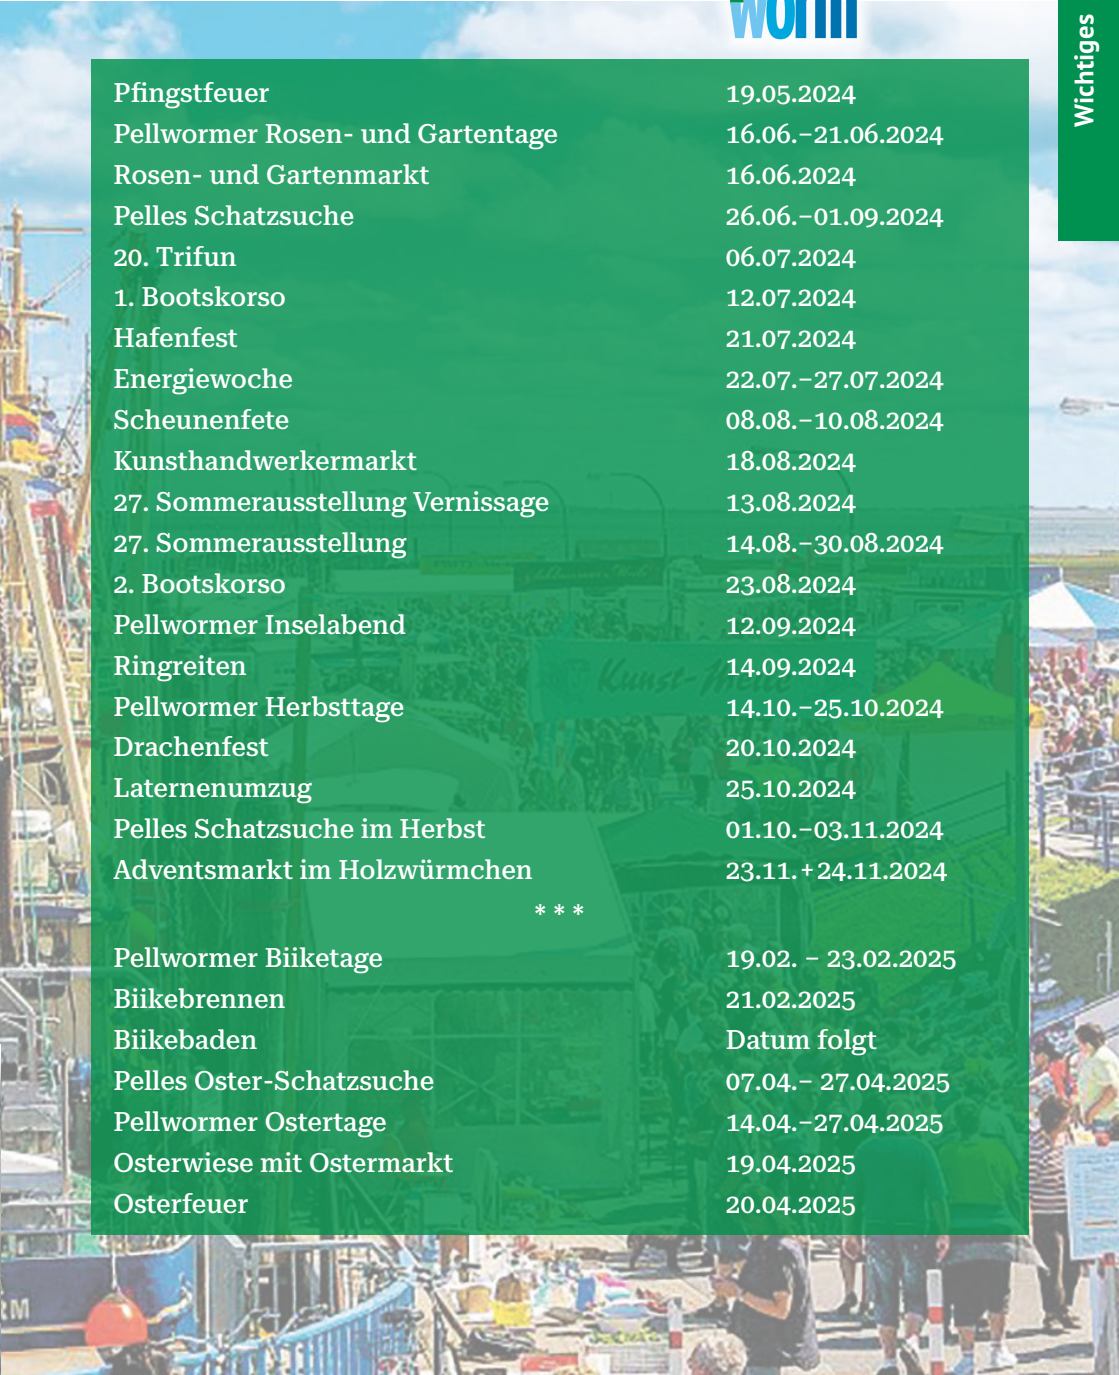 Wichtiges
Pfingstfeuer 19.05.2024
Pellwormer Rosen- und Gartentage 16.06.–21.06.2024
Rosen- und Gartenmarkt 16.06.2024
Pelles Schatzsuche 26.06.–01.09.2024
20. Trifun 06.07.2024
1. Bootskorso 12.07.2024
Hafenfest 21.07.2024
Energiewoche 22.07.–27.07.2024
Scheunenfete 08.08.–10.08.2024
Kunsthandwerkermarkt 18.08.2024
27. Sommerausstellung Vernissage 13.08.2024
27. Sommerausstellung 14.08.–30.08.2024
2. Bootskorso 23.08.2024
Pellwormer Inselabend 12.09.2024
Ringreiten 14.09.2024
Pellwormer Herbsttage 14.10.–25.10.2024
Drachenfest 20.10.2024
Laternenumzug 25.10.2024
Pelles Schatzsuche im Herbst 01.10.–03.11.2024
Adventsmarkt im Holzwürmchen 23.11.+24.11.2024
* * *
Pellwormer Biiketage 19.02. – 23.02.2025
Biikebrennen 21.02.2025
Biikebaden Datum folgt
Pelles Oster-Schatzsuche 07.04.– 27.04.2025
Pellwormer Ostertage 14.04.–27.04.2025
Osterwiese mit Ostermarkt 19.04.2025
Osterfeuer 20.04.2025